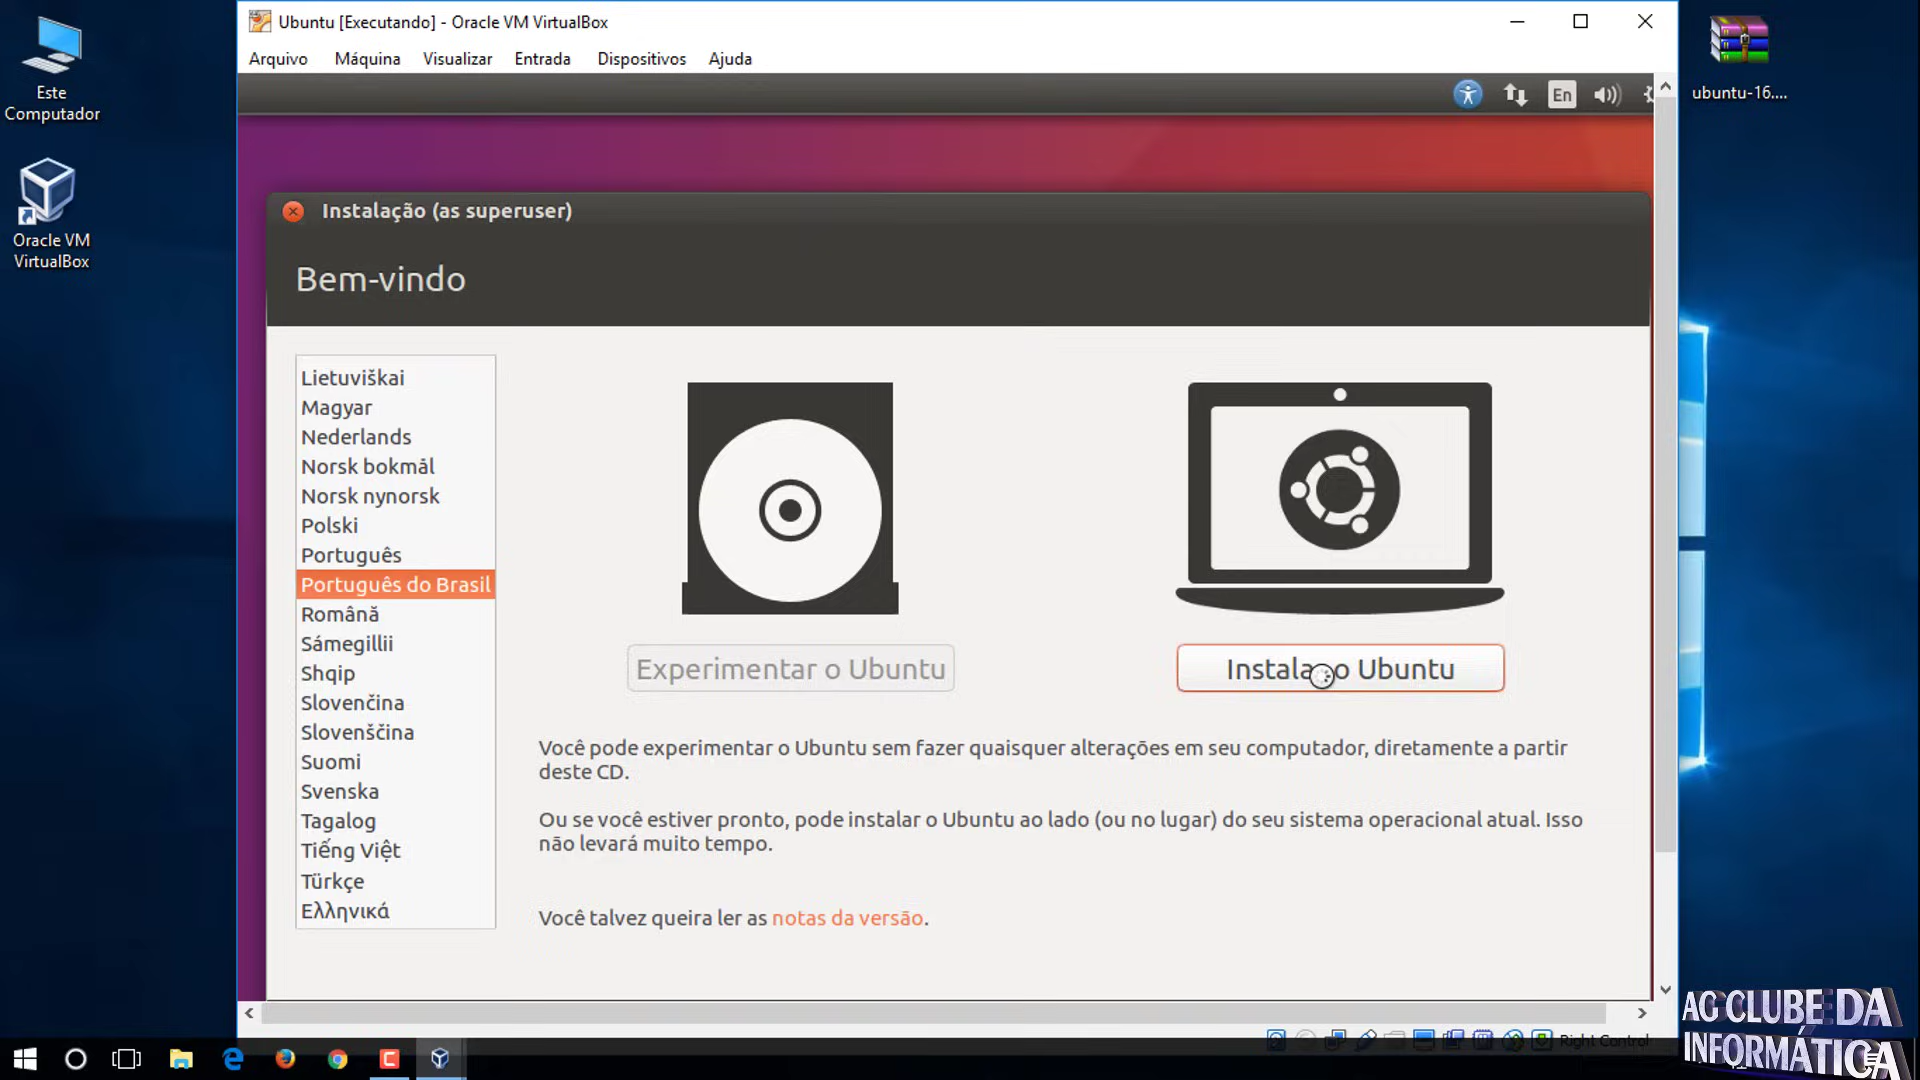 Ubuntu [Executando] - Oracle VM VirtualBox
Arquivo Máquina Visualizar Entrada Dispositivos Ajuda
Este
Computador
Oracle VM
VirtualBox
ubuntu-16....
En
Instalação (as superuser)
Bem-vindo
Lietuviškai
Magyar
Nederlands
Norsk bokmål
Norsk nynorsk
Polski
Português
Português do Brasil
Română
Sámegillii
Shqip
Slovenčina
Slovenščina
Suomi
Svenska
Tagalog
Tiếng Việt
Türkçe
Ελληνικά
Experimentar o Ubuntu
Instalar o Ubuntu
Você pode experimentar o Ubuntu sem fazer quaisquer alterações em seu computador, diretamente a partir
deste CD.
Ou se você estiver pronto, pode instalar o Ubuntu ao lado (ou no lugar) do seu sistema operacional atual. Isso
não levará muito tempo.
Você talvez queira ler as notas da versão.
Right Control
AG CLUBE DA
INFORMÁTICA